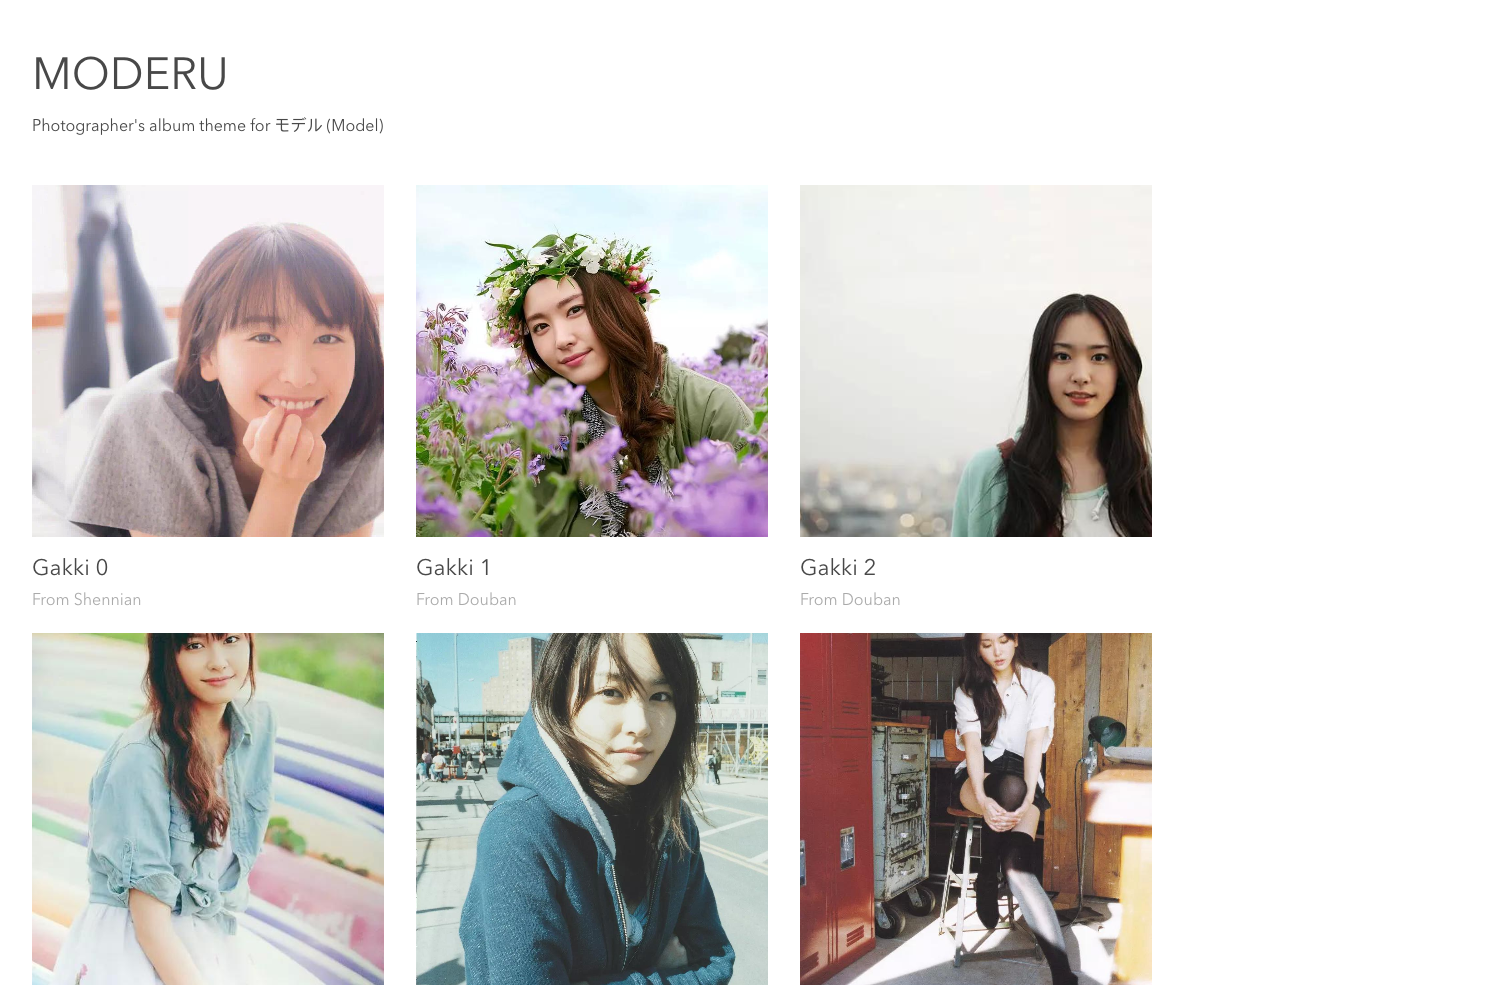 MODERU
Photographer's album theme for モデル (Model)
Gakki 0
From Shennian
Gakki 1
From Douban
Gakki 2
From Douban